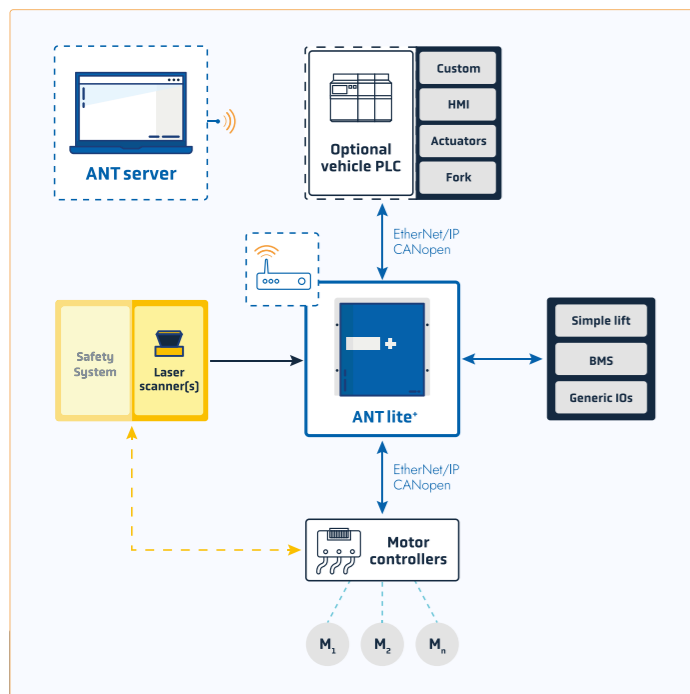 ANT server
Optional
vehicle PLC
Custom
HMI
Actuators
Fork
EtherNet/IP
CANopen
Safety
System
Laser
scanner(s)
ANT lite⁺
Simple lift
BMS
Generic IOs
EtherNet/IP
CANopen
Motor
controllers
M₁ M₂ Mₙ